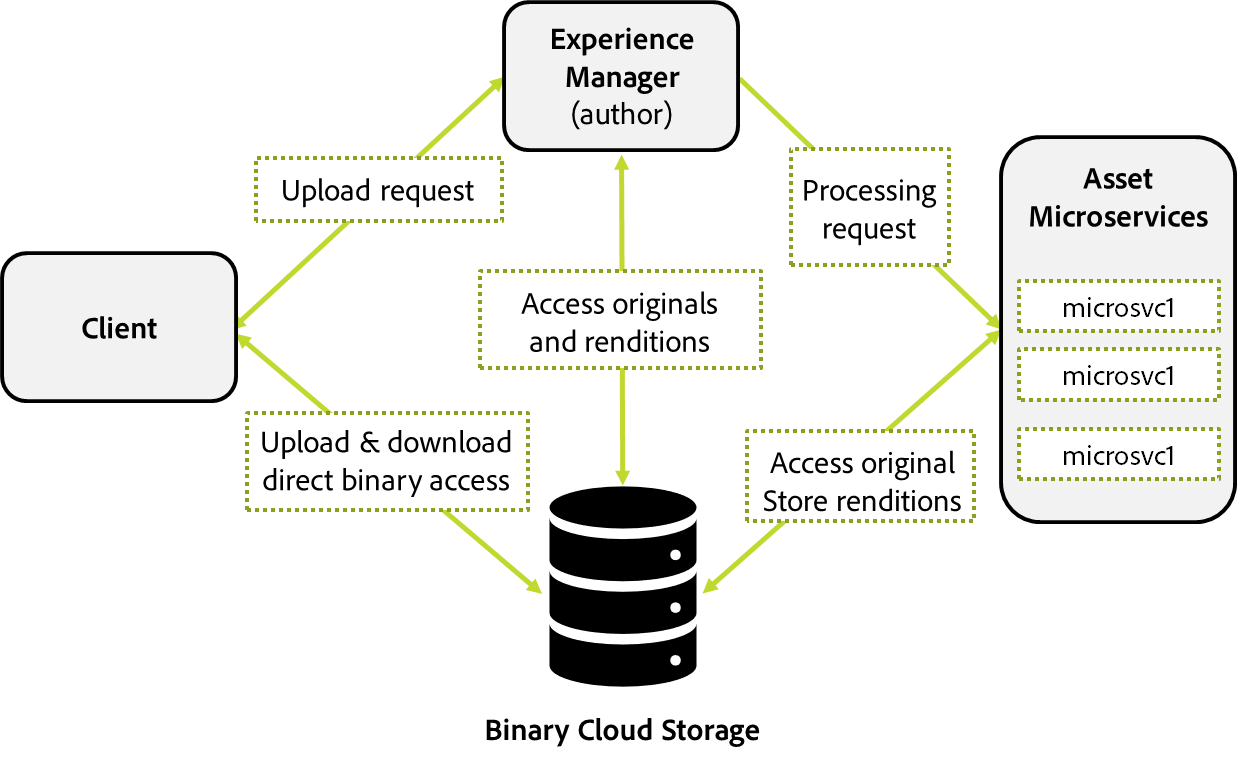 Experience
Manager
(author)
Upload request
Processing
request
Asset
Microservices
Client
Access originals
and renditions
microsvc1
microsvc1
microsvc1
Upload & download
direct binary access
Access original
Store renditions
Binary Cloud Storage